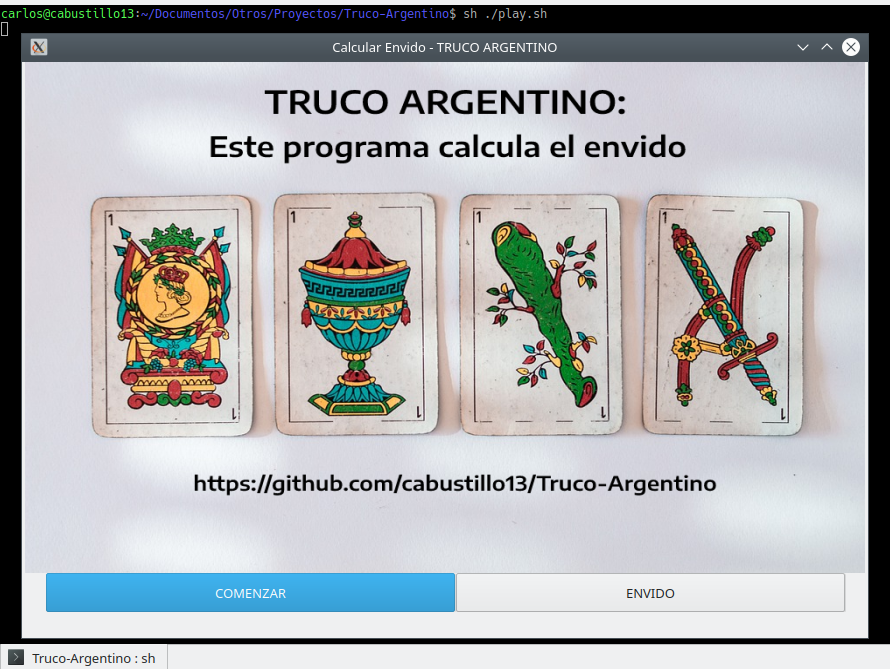 carlos@cabustillo13:~/Documentos/Otros/Proyectos/Truco-Argentino$ sh ./play.sh
Calcular Envido - TRUCO ARGENTINO
TRUCO ARGENTINO:
Este programa calcula el envido
1 1 1 1
1 1 1 1
https://github.com/cabustillo13/Truco-Argentino
COMENZAR ENVIDO
Truco-Argentino : sh